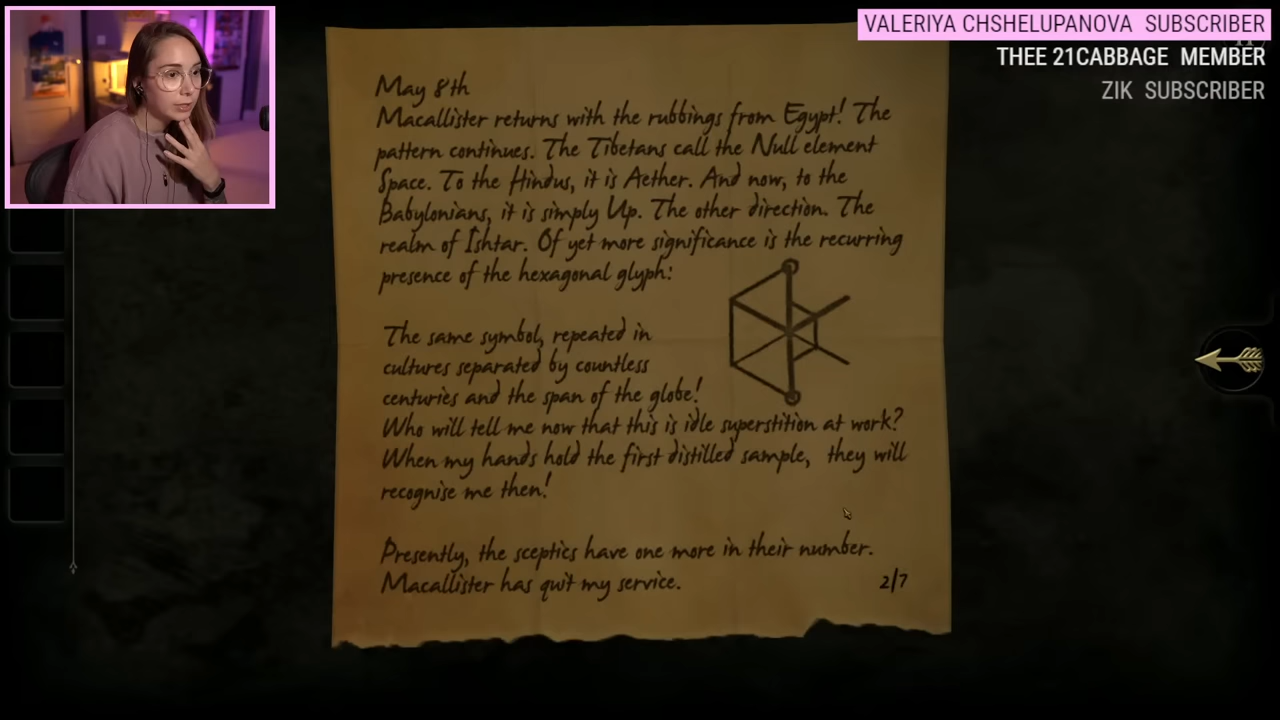 VALERIYA CHSHELUPANOVA SUBSCRIBER
THEE 21CABBAGE MEMBER
ZIK SUBSCRIBER
May 8th
Macallister returns with the rubbings from Egypt! The
pattern continues. The Tibetans call the Null element
Space. To the Hindus, it is Aether. And now, to the
Babylonians, it is simply Up. The other direction. The
realm of Ishtar. Of yet more significance is the recurring
presence of the hexagonal glyph:
The same symbol, repeated in
cultures separated by countless
centuries and the span of the globe!
Who will tell me now that this is idle superstition at work?
When my hands hold the first distilled sample, they will
recognise me then!
Presently, the sceptics have one more in their number.
Macallister has quit my service.
2/7